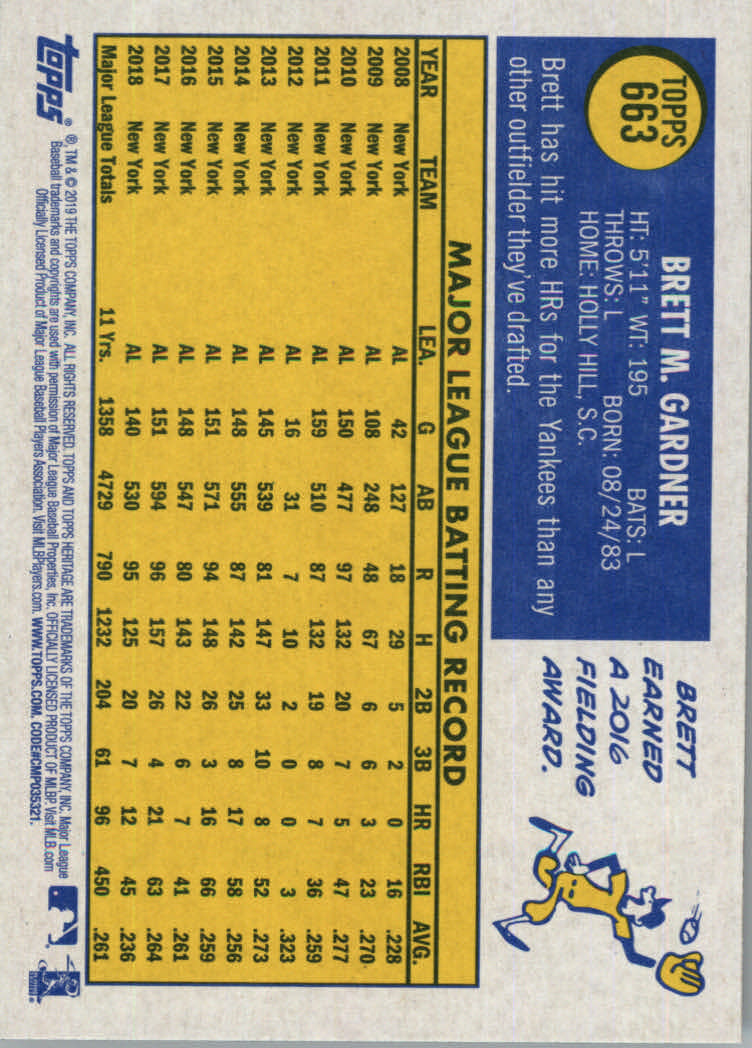 TOPPS
663
BRETT M. GARDNER
HT: 5'11" WT: 195 BATS: L
THROWS: L BORN: 08/24/83
HOME: HOLLY HILL, S.C.
Brett has hit more HRs for the Yankees than any
other outfielder they've drafted.
BRETT
EARNED
A 2016
FIELDING
AWARD.
MAJOR LEAGUE BATTING RECORD
YEAR TEAM LEA. G AB R H 2B 3B HR RBI AVG.
2008 New York AL 42 127 18 29 5 2 0 16 .228
2009 New York AL 108 248 48 67 6 6 3 23 .270
2010 New York AL 150 477 97 132 20 7 5 47 .277
2011 New York AL 159 510 87 132 19 8 7 36 .259
2012 New York AL 16 31 7 10 2 0 0 3 .323
2013 New York AL 145 539 81 147 33 10 8 52 .273
2014 New York AL 148 555 87 142 25 8 17 58 .256
2015 New York AL 151 571 94 148 26 3 16 66 .259
2016 New York AL 148 547 80 143 22 6 7 41 .261
2017 New York AL 151 594 96 157 26 4 21 63 .264
2018 New York AL 140 530 95 125 20 7 12 45 .236
Major League Totals 11 Yrs. 1358 4729 790 1232 204 61 96 450 .261
topps®
®, TM & © 2019 THE TOPPS COMPANY, INC. ALL RIGHTS RESERVED. TOPPS AND TOPPS HERITAGE ARE TRADEMARKS OF THE TOPPS COMPANY, INC. Major League
Baseball trademarks and copyrights are used with permission of Major League Baseball Properties, Inc. OFFICIALLY LICENSED PRODUCT OF MLBP. Visit MLB.com
Officially Licensed Product of Major League Baseball Players Association. Visit MLBPlayers.com. WWW.TOPPS.COM. CODE#CMP035321.